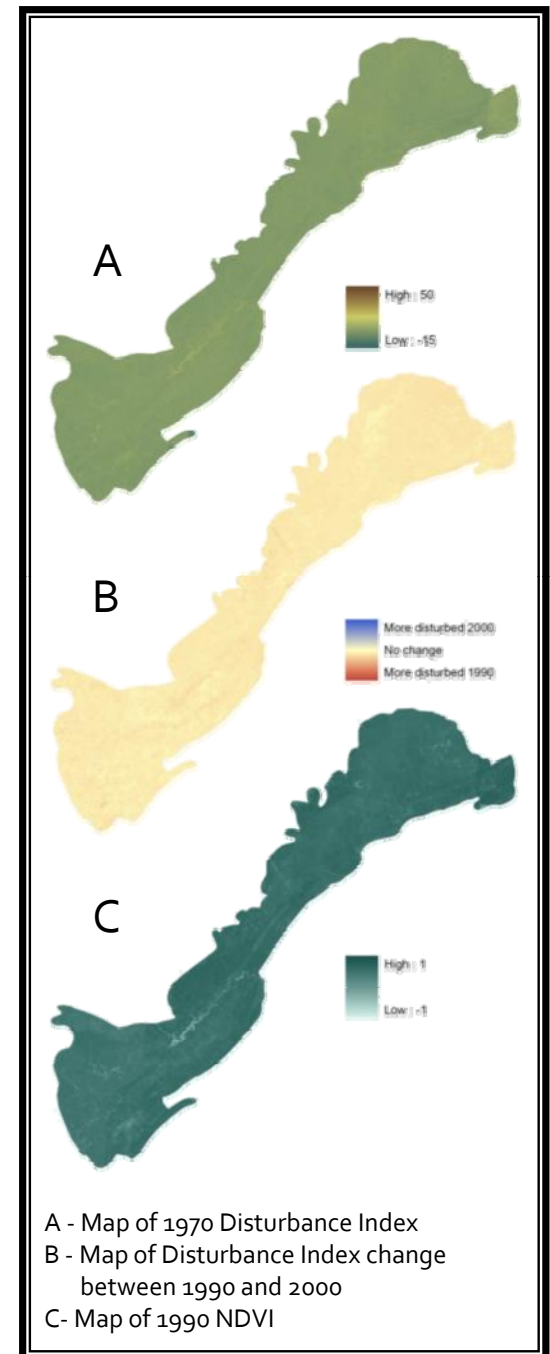 A
High : 50
Low : -15
B
More disturbed 2000
No change
More disturbed 1990
C
High : 1
Low : -1
A - Map of 1970 Disturbance Index
B - Map of Disturbance Index change
between 1990 and 2000
C- Map of 1990 NDVI